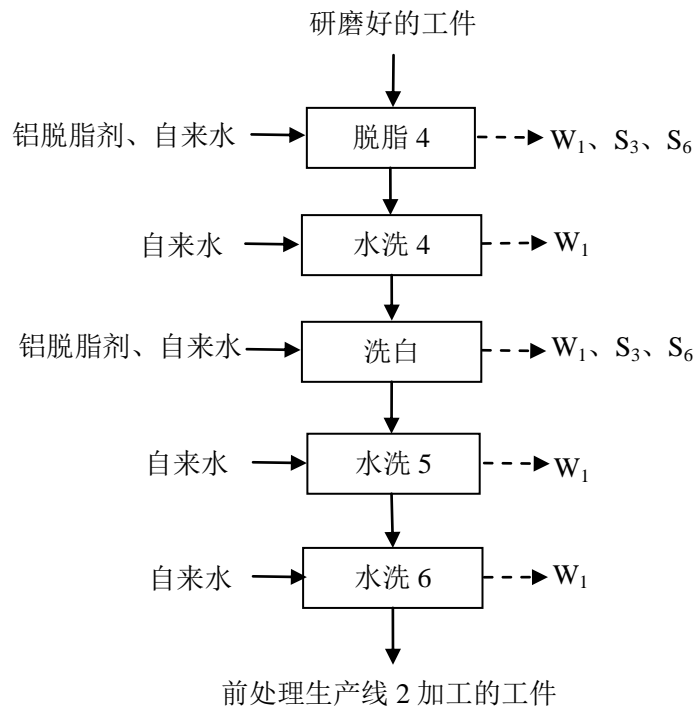 研磨好的工件
铝脱脂剂、自来水 脱脂 4 W₁、S₃、S₆
自来水 水洗 4 W₁
铝脱脂剂、自来水 洗白 W₁、S₃、S₆
自来水 水洗 5 W₁
自来水 水洗 6 W₁
前处理生产线 2 加工的工件